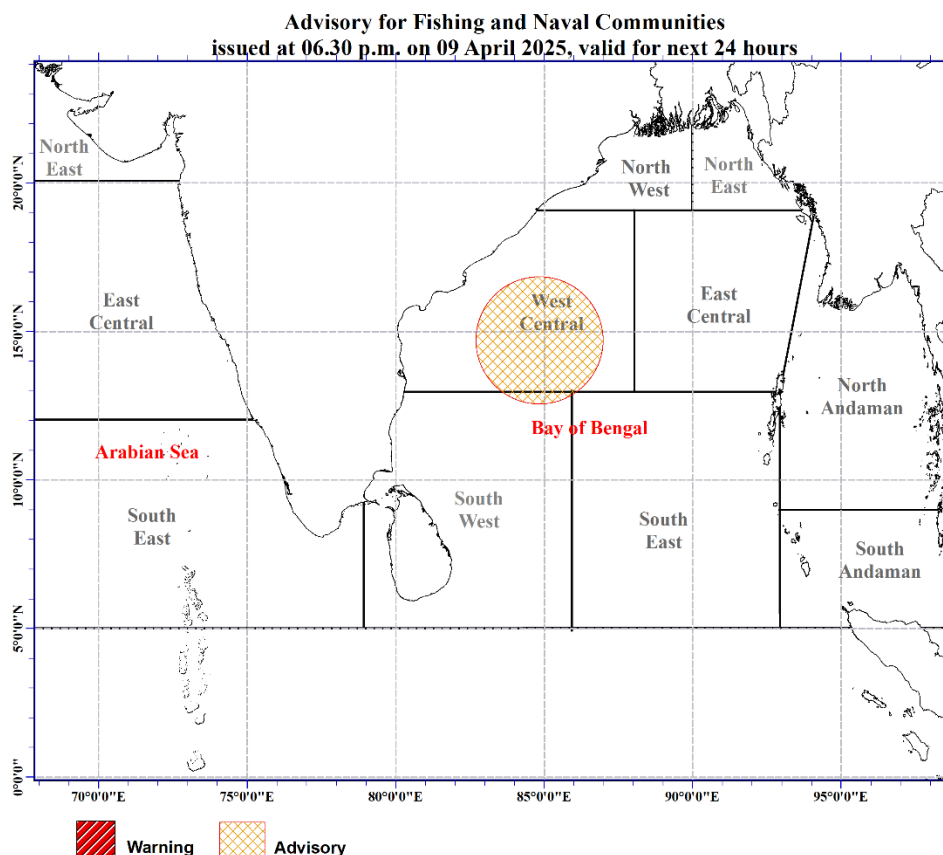 Advisory for Fishing and Naval Communities
issued at 06.30 p.m. on 09 April 2025, valid for next 24 hours
North
East
North
West
North
East
20°0'0"N
East
Central
West
Central
East
Central
15°0'0"N
North
Andaman
Arabian Sea
Bay of Bengal
10°0'0"N
South
East
South
West
South
East
South
Andaman
5°0'0"N
0°0'0"
70°0'0"E
75°0'0"E
80°0'0"E
85°0'0"E
90°0'0"E
95°0'0"E
Warning
Advisory